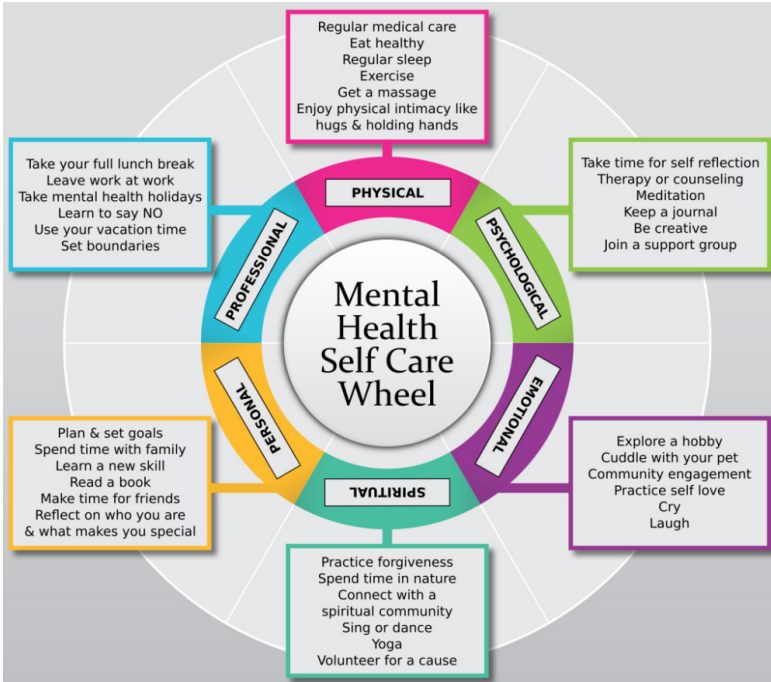 Regular medical care
Eat healthy
Regular sleep
Exercise
Get a massage
Enjoy physical intimacy like
hugs & holding hands
PHYSICAL
Take time for self reflection
Therapy or counseling
Meditation
Keep a journal
Be creative
Join a support group
PSYCHOLOGICAL
Explore a hobby
Cuddle with your pet
Community engagement
Practice self love
Cry
Laugh
EMOTIONAL
Practice forgiveness
Spend time in nature
Connect with a
spiritual community
Sing or dance
Yoga
Volunteer for a cause
SPIRITUAL
Plan & set goals
Spend time with family
Learn a new skill
Read a book
Make time for friends
Reflect on who you are
& what makes you special
PERSONAL
Take your full lunch break
Leave work at work
Take mental health holidays
Learn to say NO
Use your vacation time
Set boundaries
PROFESSIONAL
Mental
Health
Self Care
Wheel